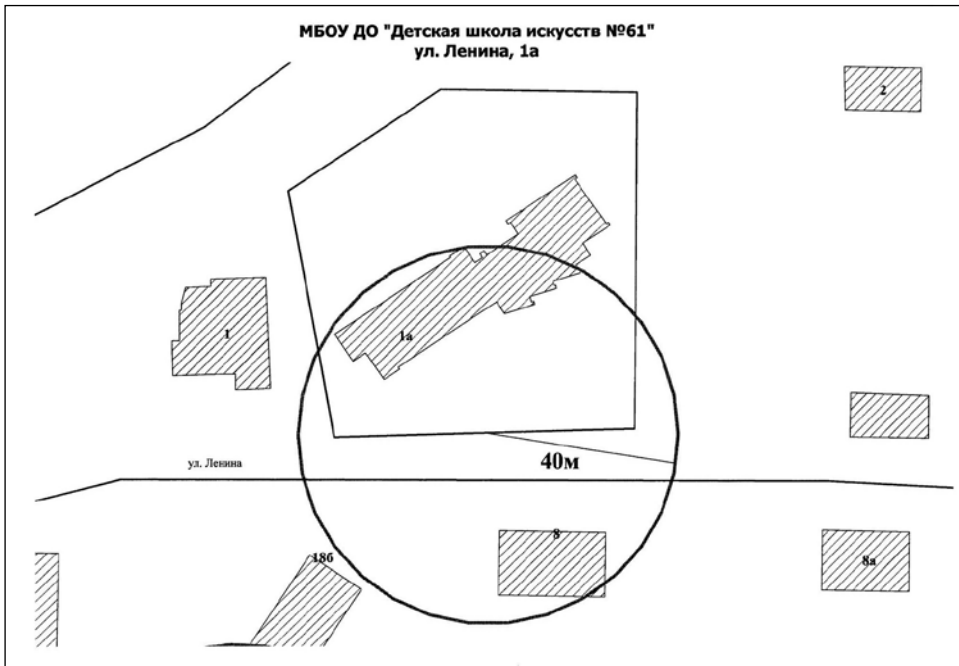 МБОУ ДО "Детская школа искусств №61"
ул. Ленина, 1а
2
1
1а
ул. Ленина
40м
8
18б
8а